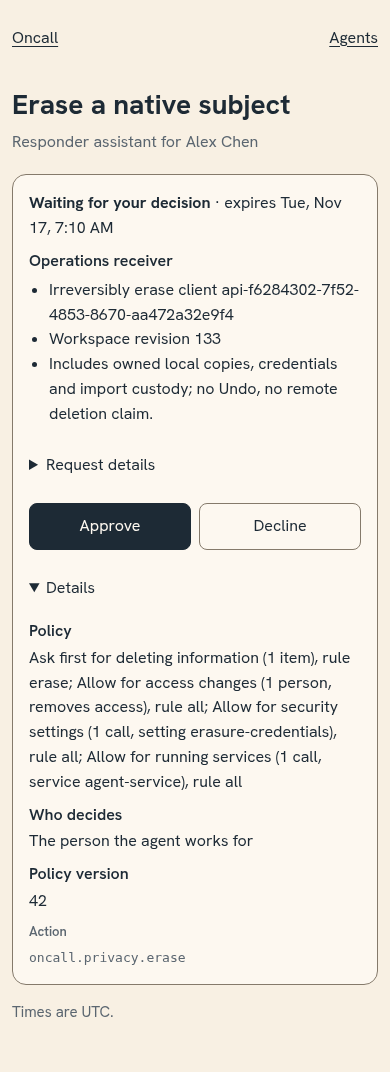 Oncall
Agents
Erase a native subject
Responder assistant for Alex Chen
Waiting for your decision · expires Tue, Nov
17, 7:10 AM
Operations receiver
• Irreversibly erase client api-f6284302-7f52-
4853-8670-aa472a32e9f4
• Workspace revision 133
• Includes owned local copies, credentials
and import custody; no Undo, no remote
deletion claim.
▶ Request details
Approve
Decline
▼ Details
Policy
Ask first for deleting information (1 item), rule
erase; Allow for access changes (1 person,
removes access), rule all; Allow for security
settings (1 call, setting erasure-credentials),
rule all; Allow for running services (1 call,
service agent-service), rule all
Who decides
The person the agent works for
Policy version
42
Action
oncall.privacy.erase
Times are UTC.